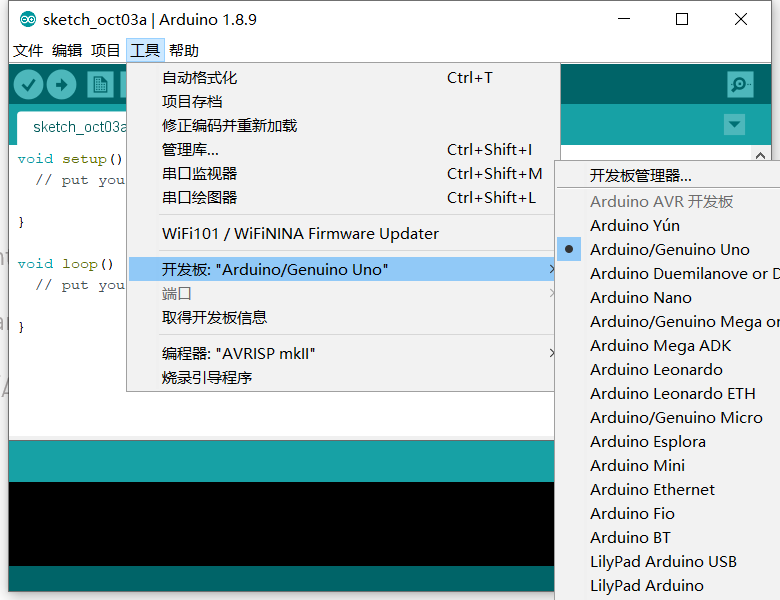 sketch_oct03a | Arduino 1.8.9
文件 编辑 项目 工具 帮助
sketch_oct03a
void setup()
// put you
}
void loop()
// put you
}
自动格式化 Ctrl+T
项目存档
修正编码并重新加载
管理库... Ctrl+Shift+I
串口监视器 Ctrl+Shift+M
串口绘图器 Ctrl+Shift+L
WiFi101 / WiFiNINA Firmware Updater
开发板: "Arduino/Genuino Uno"
端口
取得开发板信息
编程器: "AVRISP mkII"
烧录引导程序
开发板管理器...
Arduino AVR 开发板
Arduino Yún
Arduino/Genuino Uno
Arduino Duemilanove or D
Arduino Nano
Arduino/Genuino Mega or
Arduino Mega ADK
Arduino Leonardo
Arduino Leonardo ETH
Arduino/Genuino Micro
Arduino Esplora
Arduino Mini
Arduino Ethernet
Arduino Fio
Arduino BT
LilyPad Arduino USB
LilyPad Arduino